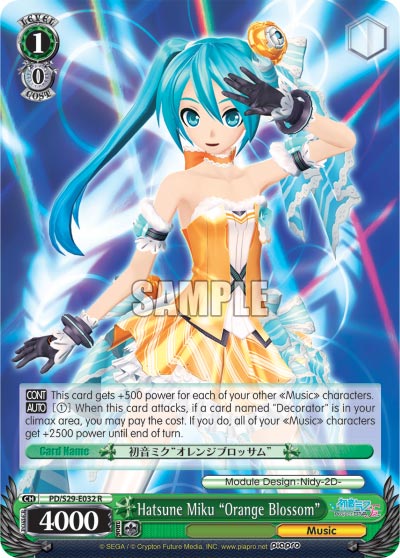 LEVEL
1
0
COST
SAMPLE
CONT This card gets +500 power for each of your other «Music» characters.
AUTO [①] When this card attacks, if a card named "Decorator" is in your
climax area, you may pay the cost. If you do, all of your «Music» characters
get +2500 power until end of turn.
Card Name 初音ミク"オレンジブロッサム"
Module Design:Nidy-2D-
CH PD/S29-E032 R
POWER 4000 SOUL Hatsune Miku "Orange Blossom"
Music
© SEGA / © Crypton Future Media, INC. www.piapro.net piapro